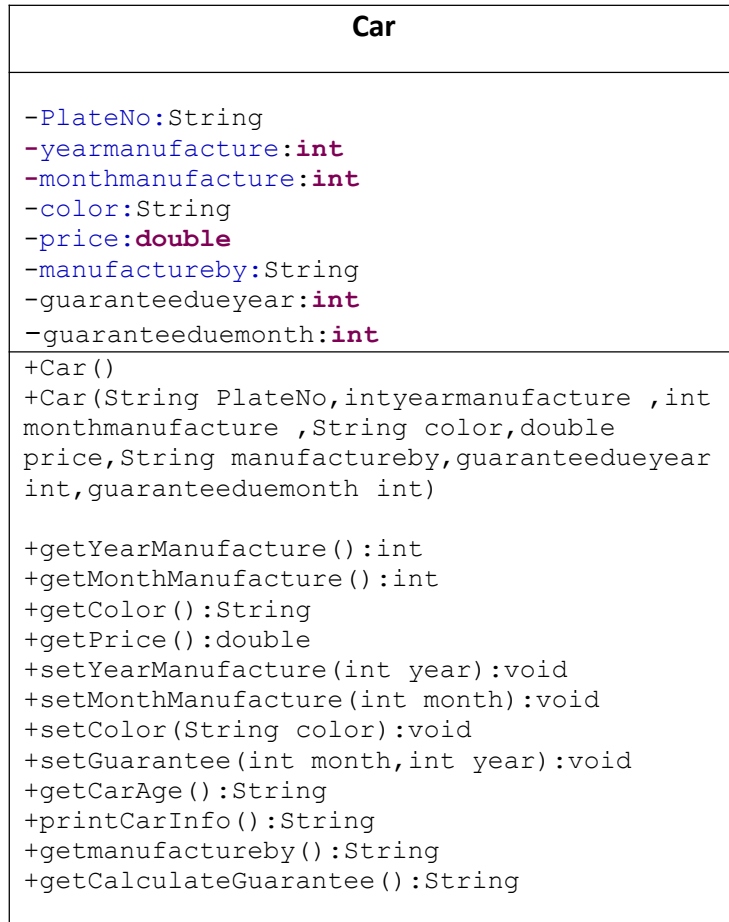 Car
-PlateNo:String
-yearmanufacture:int
-monthmanufacture:int
-color:String
-price:double
-manufactureby:String
-guaranteedueyear:int
-guaranteeduemonth:int
+Car()
+Car(String PlateNo,intyearmanufacture ,int
monthmanufacture ,String color,double
price,String manufactureby,guaranteedueyear
int,guaranteeduemonth int)
+getYearManufacture():int
+getMonthManufacture():int
+getColor():String
+getPrice():double
+setYearManufacture(int year):void
+setMonthManufacture(int month):void
+setColor(String color):void
+setGuarantee(int month,int year):void
+getCarAge():String
+printCarInfo():String
+getmanufactureby():String
+getCalculateGuarantee():String